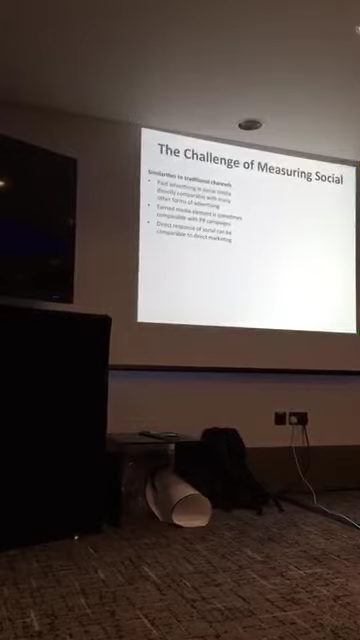 The Challenge of Measuring Social
Similarities to traditional channels
• Paid advertising in social media
directly comparable with many
other forms of advertising
• Earned media element is sometimes
comparable with PR campaigns
• Direct response of social can be
comparable to direct marketing